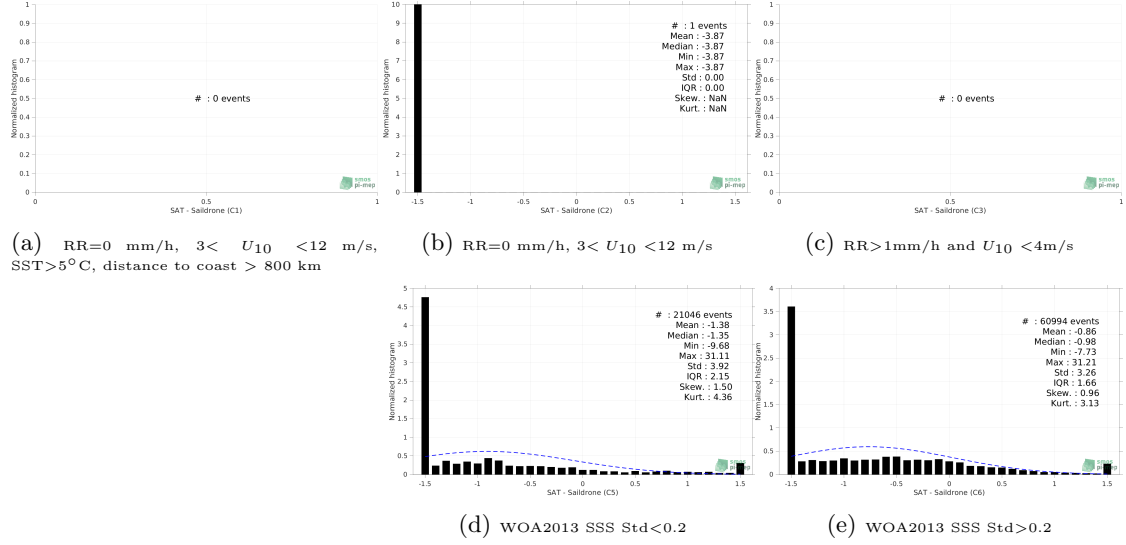 1
0.9
0.8
0.7
0.6
0.5
0.4
0.3
0.2
0.1
0
Normalized histogram
# : 0 events
smos
pi-mep
0 0.5 1
SAT - Saildrone (C1)
(a) RR=0 mm/h, 3< U10 <12 m/s,
SST>5°C, distance to coast > 800 km
10
9
8
7
6
5
4
3
2
1
0
Normalized histogram
# : 1 events
Mean : -3.87
Median : -3.87
Min : -3.87
Max : -3.87
Std : 0.00
IQR : 0.00
Skew. : NaN
Kurt. : NaN
smos
pi-mep
-1.5 -1 -0.5 0 0.5 1 1.5
SAT - Saildrone (C2)
(b) RR=0 mm/h, 3< U10 <12 m/s
1
0.9
0.8
0.7
0.6
0.5
0.4
0.3
0.2
0.1
0
Normalized histogram
# : 0 events
smos
pi-mep
0 0.5 1
SAT - Saildrone (C3)
(c) RR>1mm/h and U10 <4m/s
5
4.5
4
3.5
3
2.5
2
1.5
1
0.5
0
Normalized histogram
# : 21046 events
Mean : -1.38
Median : -1.35
Min : -9.68
Max : 31.11
Std : 3.92
IQR : 2.15
Skew. : 1.50
Kurt. : 4.36
smos
pi-mep
-1.5 -1 -0.5 0 0.5 1 1.5
SAT - Saildrone (C5)
(d) WOA2013 SSS Std<0.2
4
3.5
3
2.5
2
1.5
1
0.5
0
Normalized histogram
# : 60994 events
Mean : -0.86
Median : -0.98
Min : -7.73
Max : 31.21
Std : 3.26
IQR : 1.66
Skew. : 0.96
Kurt. : 3.13
smos
pi-mep
-1.5 -1 -0.5 0 0.5 1 1.5
SAT - Saildrone (C6)
(e) WOA2013 SSS Std>0.2